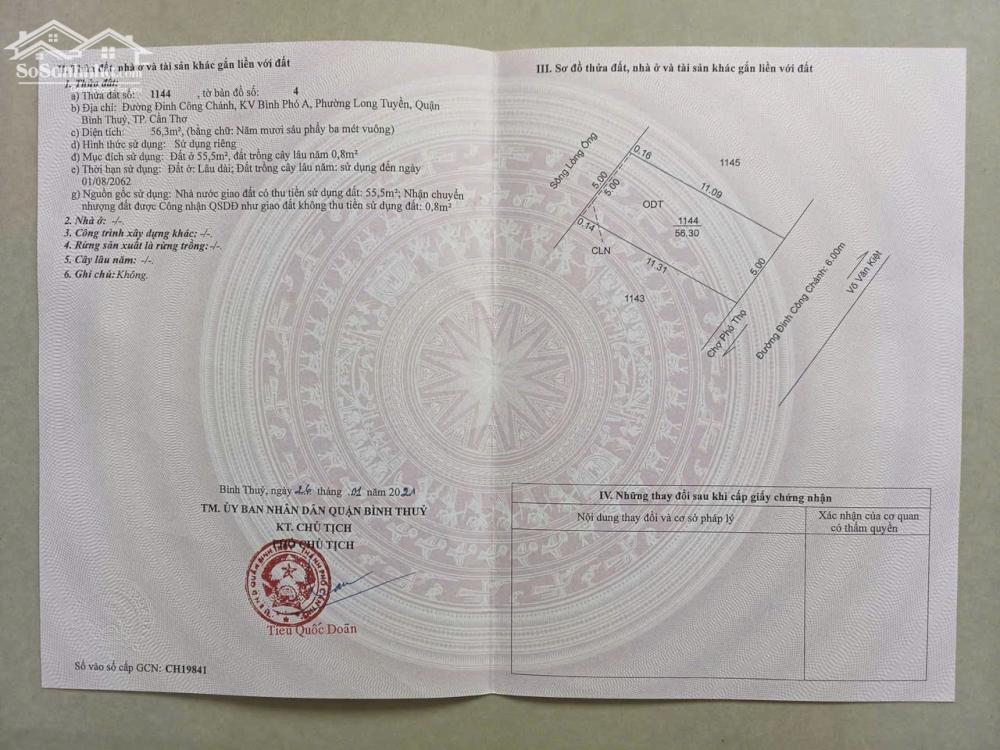 SoSanhNha.com
II. Thửa đất, nhà ở và tài sản khác gắn liền với đất
1. Thửa đất:
a) Thửa đất số: 1144 , tờ bản đồ số: 4
b) Địa chỉ: Đường Đinh Công Chánh, KV Bình Phó A, Phường Long Tuyền, Quận
Bình Thuỷ, TP. Cần Thơ
c) Diện tích: 56,3m², (bằng chữ: Năm mươi sáu phẩy ba mét vuông)
d) Hình thức sử dụng: Sử dụng riêng
đ) Mục đích sử dụng: Đất ở 55,5m², đất trồng cây lâu năm 0,8m²
e) Thời hạn sử dụng: Đất ở: Lâu dài; Đất trồng cây lâu năm: sử dụng đến ngày
01/08/2062
g) Nguồn gốc sử dụng: Nhà nước giao đất có thu tiền sử dụng đất: 55,5m²; Nhận chuyển
nhượng đất được Công nhận QSDĐ như giao đất không thu tiền sử dụng đất: 0,8m²
2. Nhà ở: -/-.
3. Công trình xây dựng khác: -/-.
4. Rừng sản xuất là rừng trồng: -/-.
5. Cây lâu năm: -/-.
6. Ghi chú: Không.
Bình Thuỷ, ngày 26 tháng 01 năm 2021
TM. ỦY BAN NHÂN DÂN QUẬN BÌNH THUỶ
KT. CHỦ TỊCH
PHÓ CHỦ TỊCH
Tiêu Quốc Doãn
Số vào sổ cấp GCN: CH19841
III. Sơ đồ thửa đất, nhà ở và tài sản khác gắn liền với đất
Sông Lòng Ống
0.16
1145
5.00
5.00
11.09
ODT
1144
56,30
0.14
CLN
11.31
5.00
1143
Chợ Phó Thọ
Đường Đinh Công Chánh: 6.00m
Võ Văn Kiệt
IV. Những thay đổi sau khi cấp giấy chứng nhận
Nội dung thay đổi và cơ sở pháp lý
Xác nhận của cơ quan
có thẩm quyền